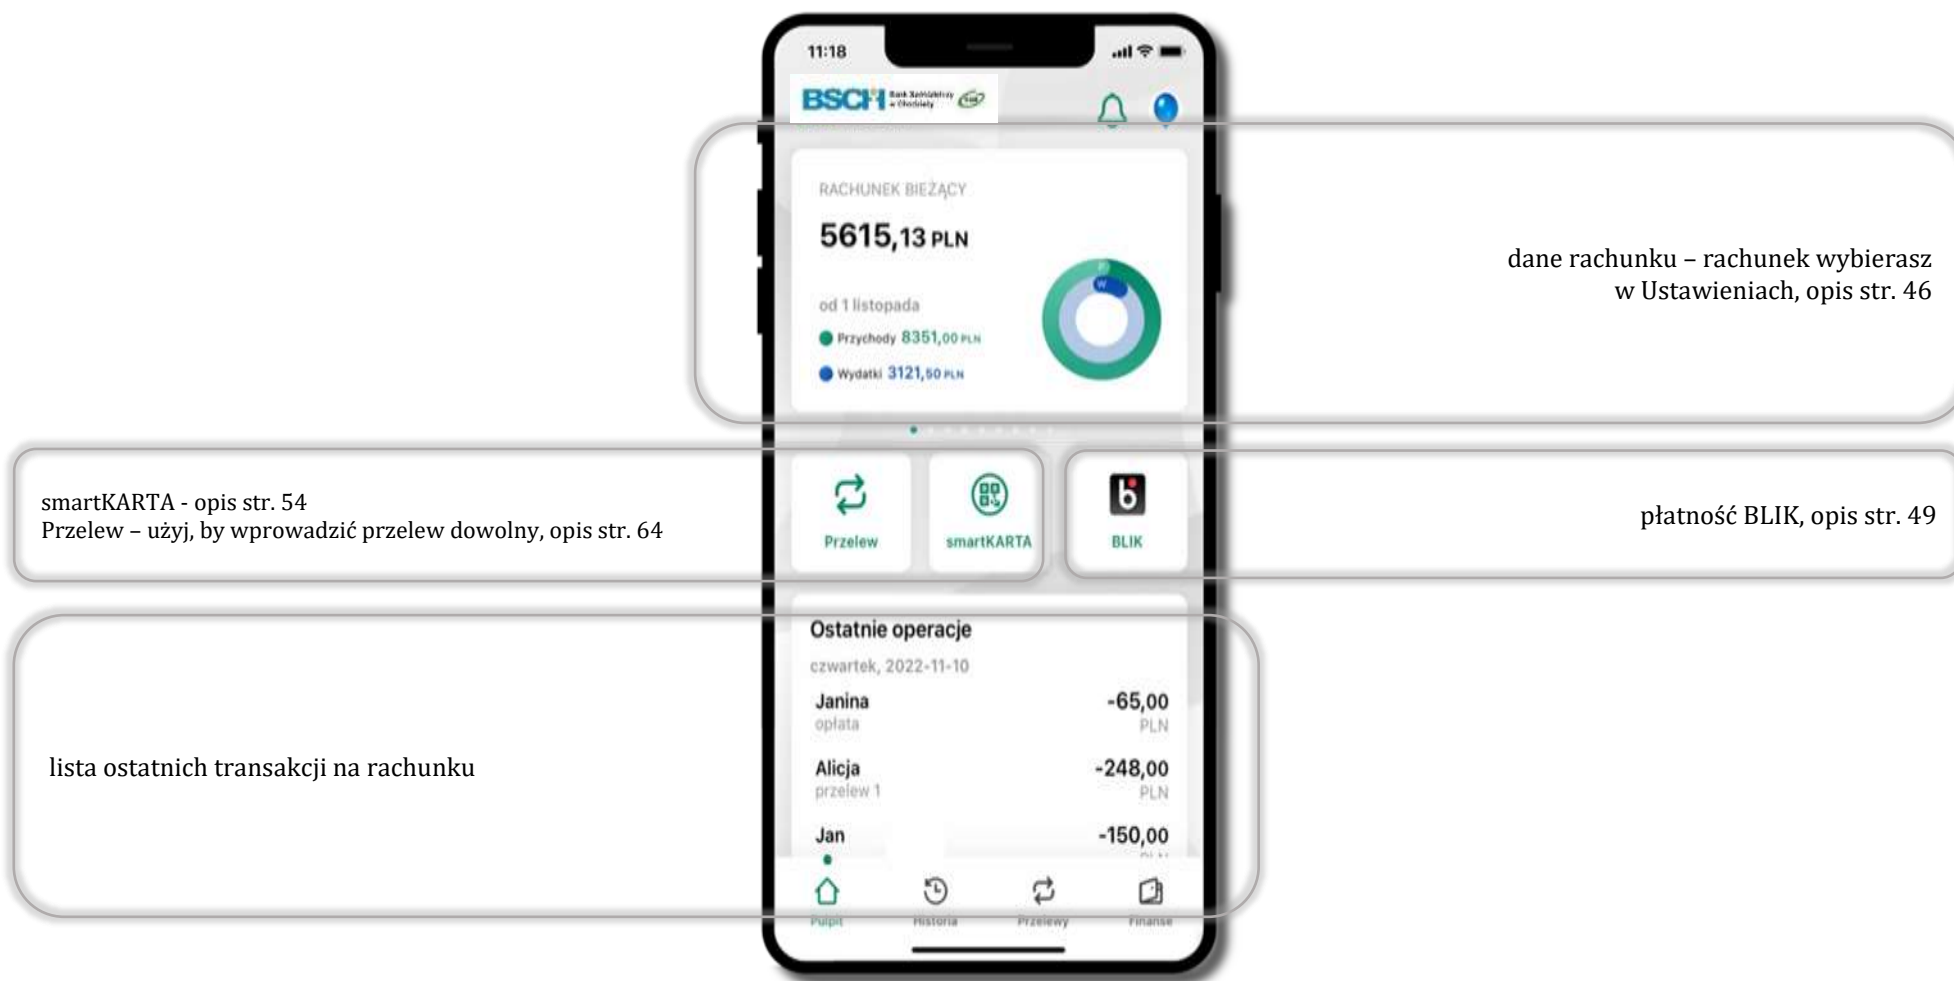 11:18
BSCH Bank Spółdzielczy
w Chodzieży
RACHUNEK BIEŻĄCY
5615,13 PLN
od 1 listopada
Przychody 8351,00 PLN
Wydatki 3121,50 PLN
P
W
dane rachunku – rachunek wybierasz
w Ustawieniach, opis str. 46
smartKARTA - opis str. 54
Przelew – użyj, by wprowadzić przelew dowolny, opis str. 64
Przelew
smartKARTA
BLIK
płatność BLIK, opis str. 49
Ostatnie operacje
czwartek, 2022-11-10
Janina -65,00
opłata PLN
Alicja -248,00
przelew 1 PLN
Jan -150,00
PLN
lista ostatnich transakcji na rachunku
Pulpit Historia Przelewy Finanse